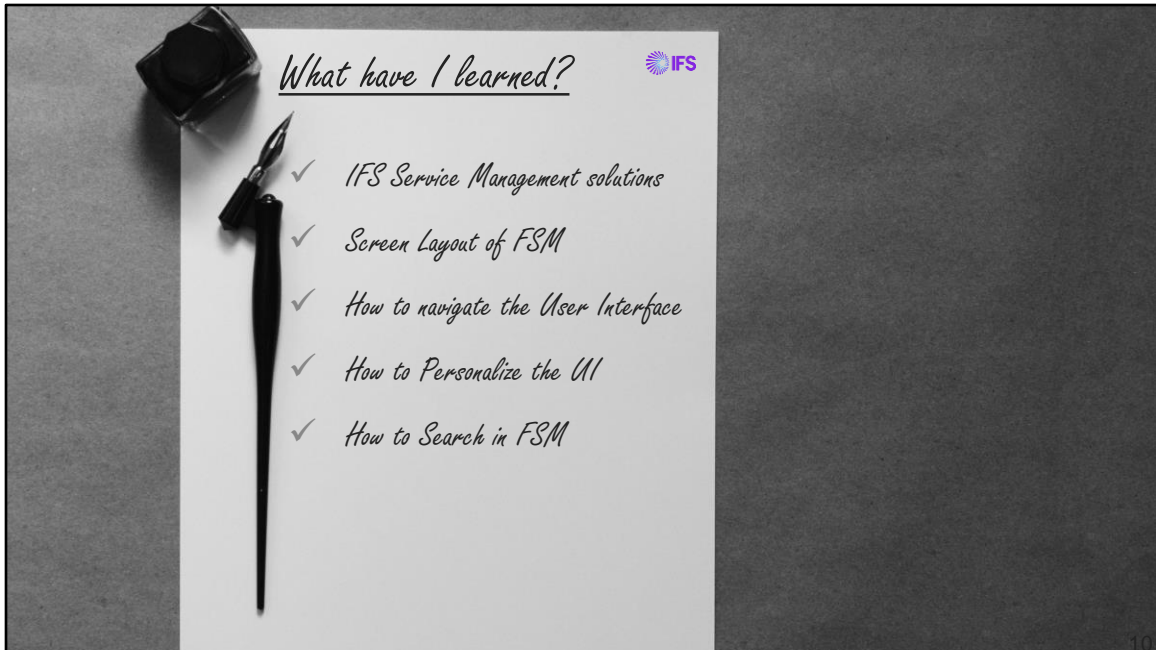 What have I learned?
IFS
IFS Service Management solutions
Screen Layout of FSM
How to navigate the User Interface
How to Personalize the UI
How to Search in FSM
10